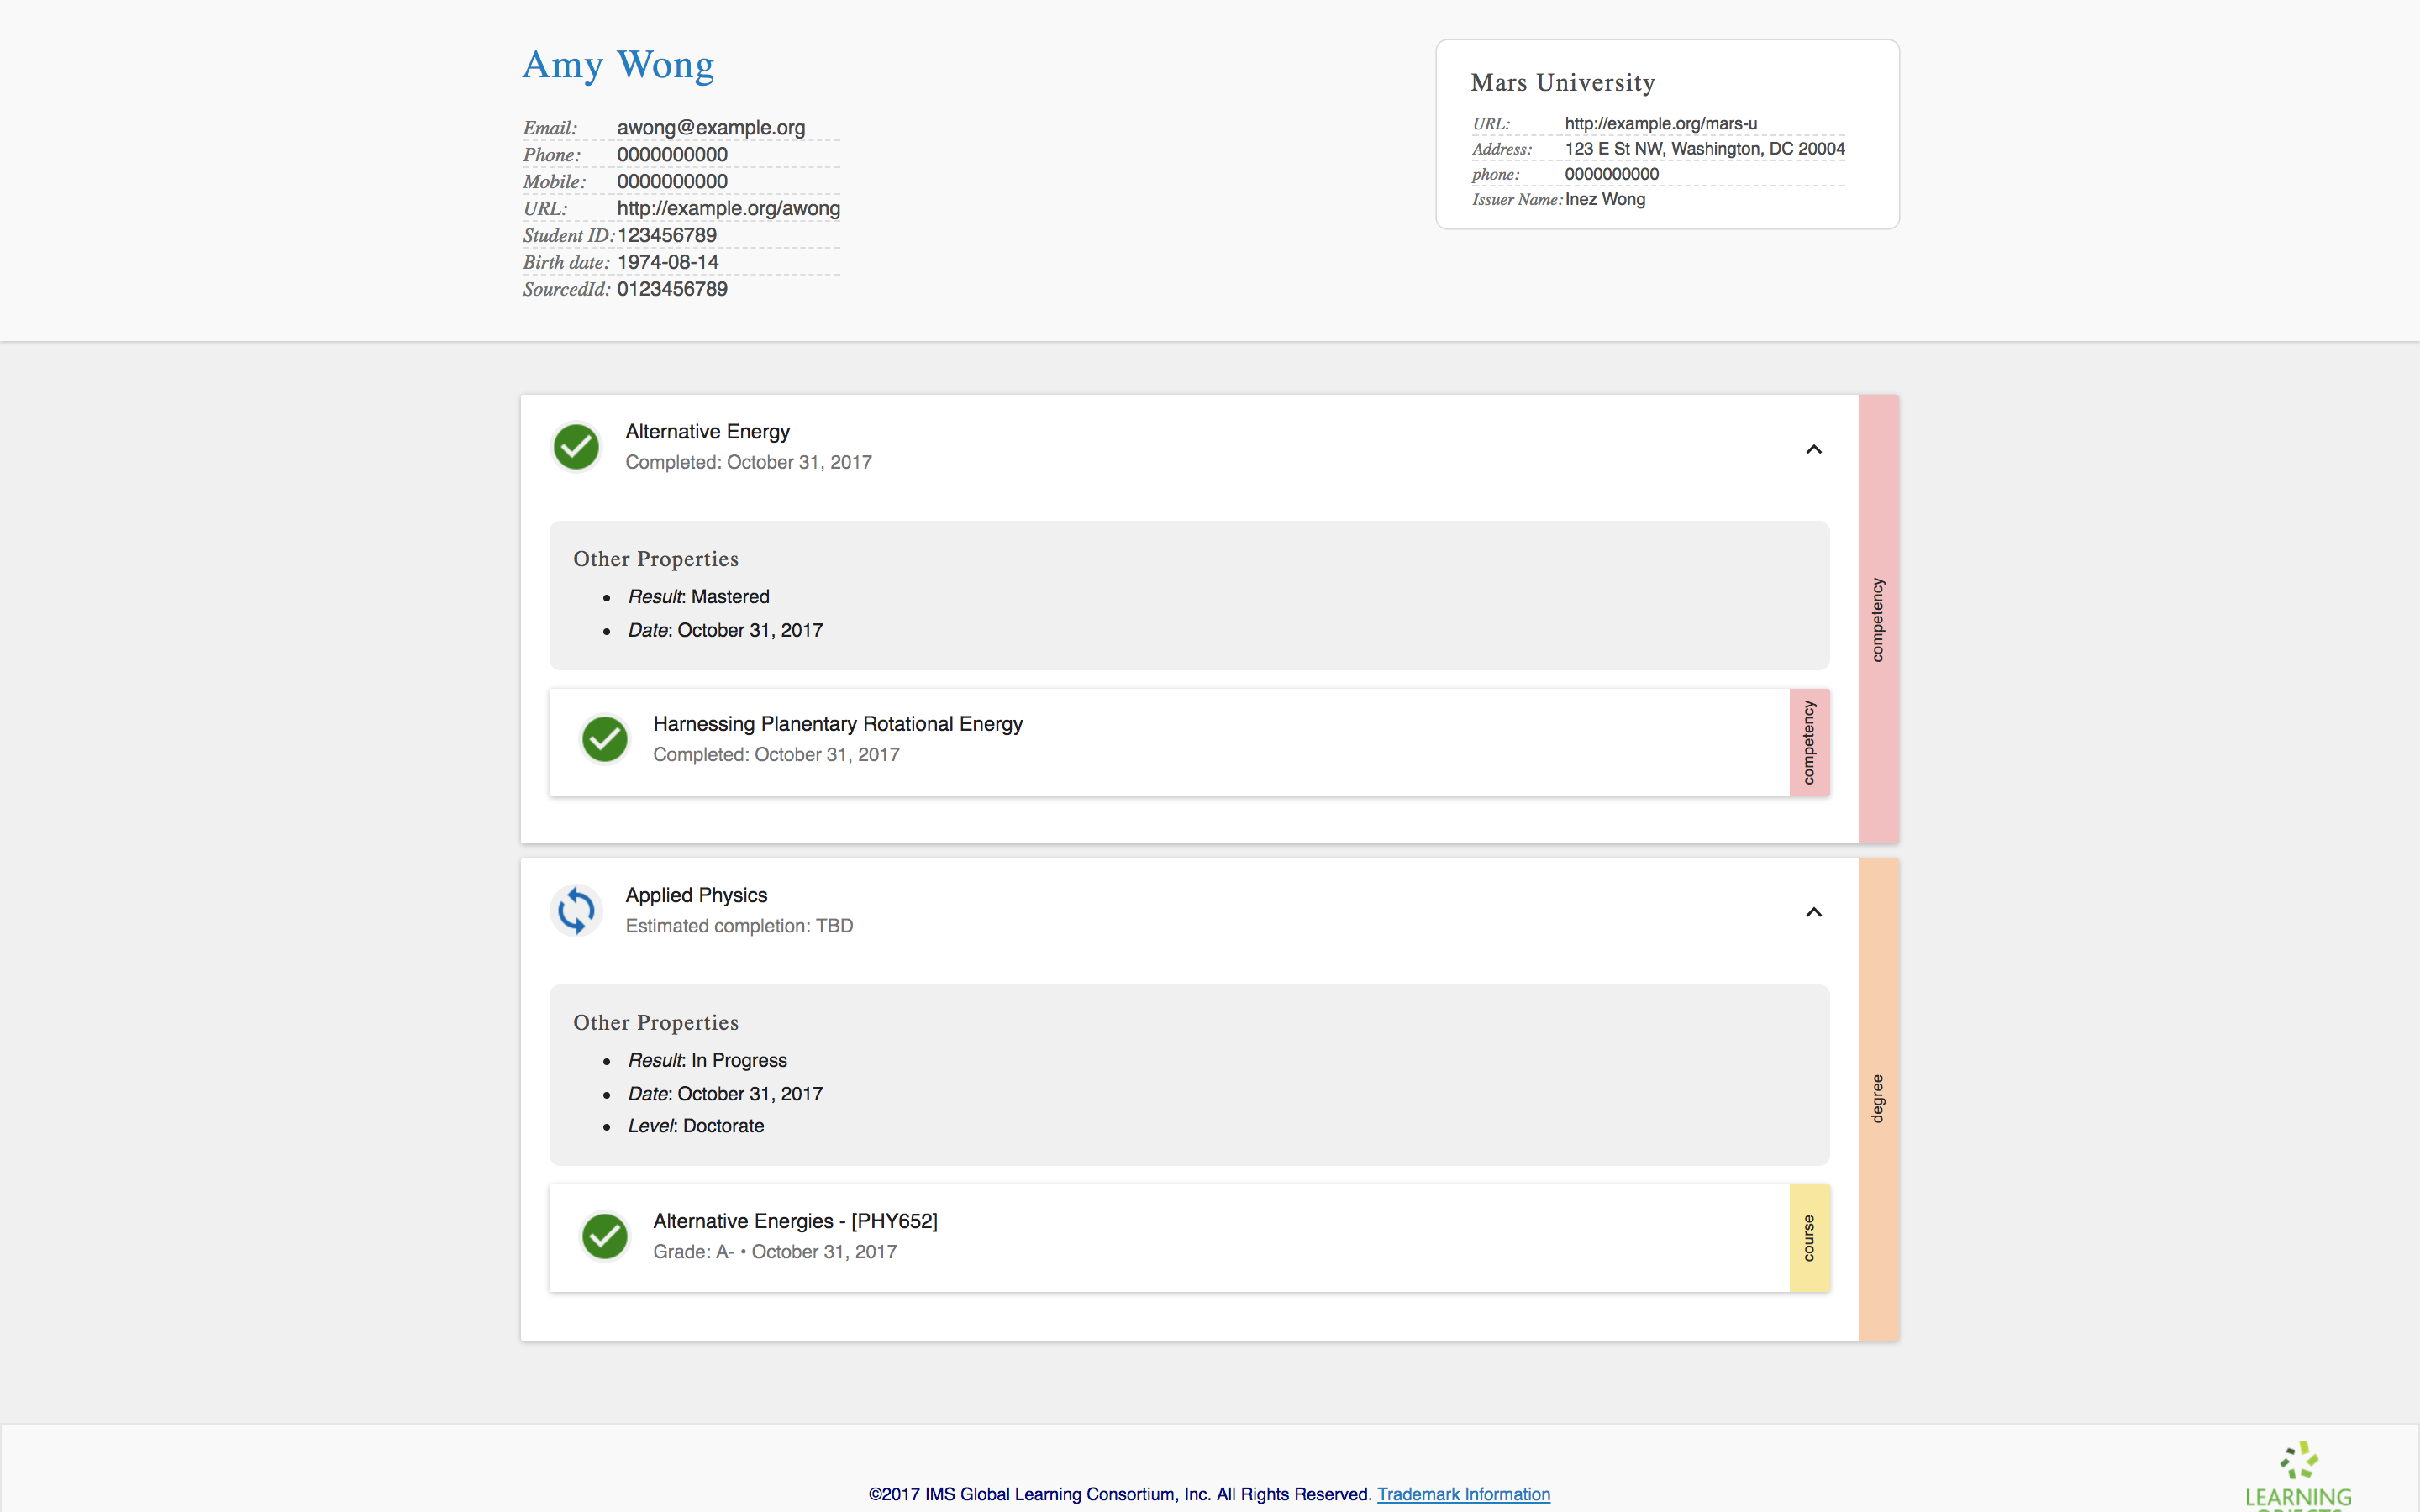 Amy Wong
Email: awong@example.org
Phone: 0000000000
Mobile: 0000000000
URL: http://example.org/awong
Student ID: 123456789
Birth date: 1974-08-14
SourcedId: 0123456789
Mars University
URL: http://example.org/mars-u
Address: 123 E St NW, Washington, DC 20004
phone: 0000000000
Issuer Name: Inez Wong
Alternative Energy
Completed: October 31, 2017
Other Properties
Result: Mastered
Date: October 31, 2017
competency
Harnessing Planentary Rotational Energy
Completed: October 31, 2017
competency
Applied Physics
Estimated completion: TBD
Other Properties
Result: In Progress
Date: October 31, 2017
Level: Doctorate
degree
Alternative Energies - [PHY652]
Grade: A- • October 31, 2017
course
©2017 IMS Global Learning Consortium, Inc. All Rights Reserved. Trademark Information
LEARNING